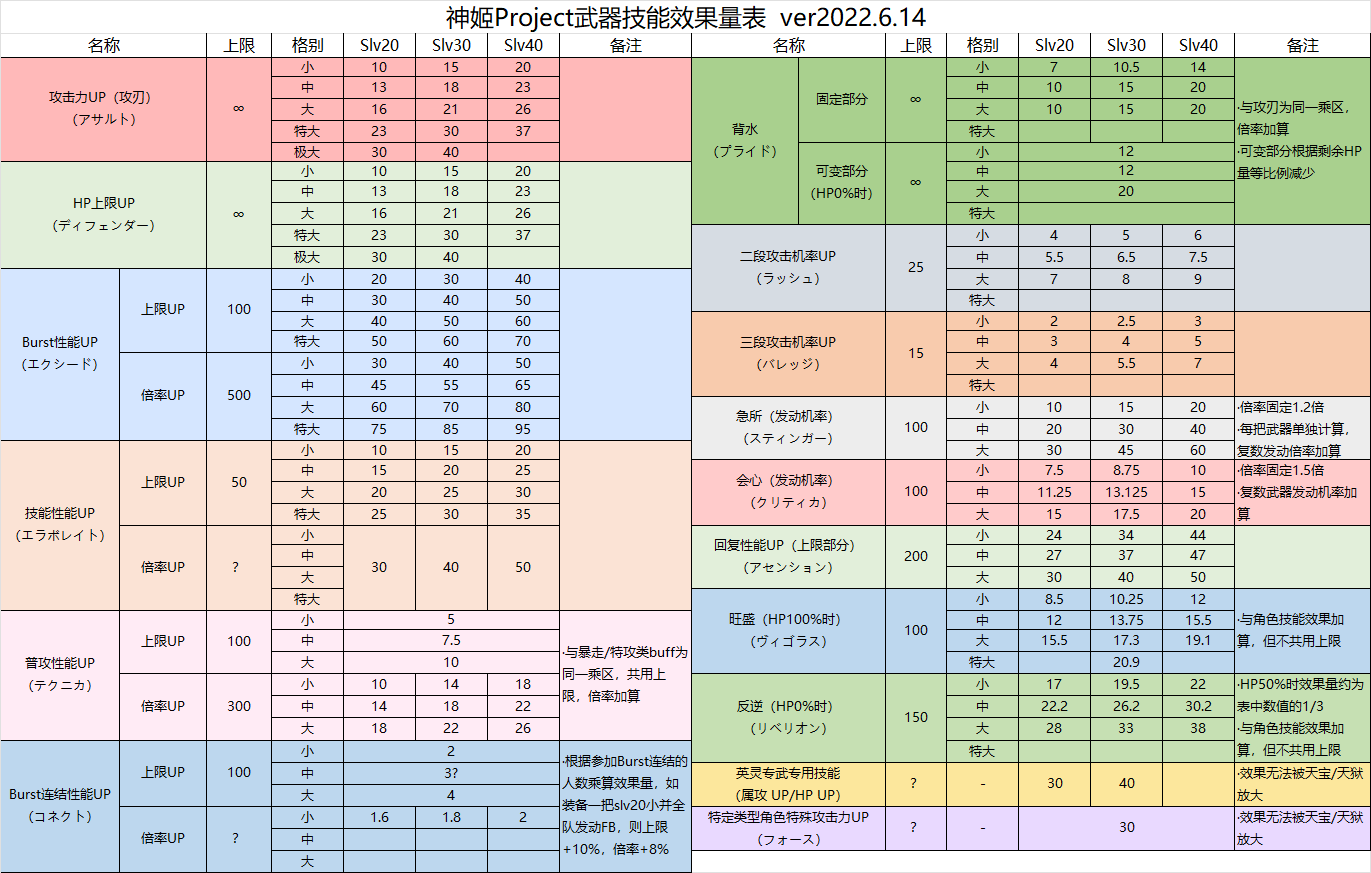 神姬Project武器技能效果量表 ver2022.6.14
名称 上限 格别 Slv20 Slv30 Slv40 备注
攻击力UP（攻刃）
（アサルト）
∞
小 10 15 20
中 13 18 23
大 16 21 26
特大 23 30 37
极大 30 40
HP上限UP
（ディフェンダー）
∞
小 10 15 20
中 13 18 23
大 16 21 26
特大 23 30 37
极大 30 40
Burst性能UP
（エクシード）
上限UP 100
小 20 30 40
中 30 40 50
大 40 50 60
特大 50 60 70
倍率UP 500
小 30 40 50
中 45 55 65
大 60 70 80
特大 75 85 95
技能性能UP
（エラボレイト）
上限UP 50
小 10 15 20
中 15 20 25
大 20 25 30
特大 25 30 35
倍率UP ？
小
中
大
特大
30 40 50
普攻性能UP
（テクニカ）
上限UP 100
小 5
中 7.5
大 10
倍率UP 300
小 10 14 18
中 14 18 22
大 18 22 26
·与暴走/特攻类buff为
同一乘区，共用上
限，倍率加算
Burst连结性能UP
（コネクト）
上限UP 100
小 2
中 3?
大 4
倍率UP ？
小 1.6 1.8 2
中
大
·根据参加Burst连结的
人数乘算效果量，如
装备一把slv20小并全
队发动FB，则上限
+10%，倍率+8%
名称 上限 格别 Slv20 Slv30 Slv40 备注
背水
（プライド）
固定部分 ∞
小 7 10.5 14
中 10 15 20
大 10 15 20
特大
可变部分
（HP0%时）
∞
小 12
中 12
大 20
特大
·与攻刃为同一乘区，
倍率加算
·可变部分根据剩余HP
量等比例减少
二段攻击机率UP
（ラッシュ）
25
小 4 5 6
中 5.5 6.5 7.5
大 7 8 9
特大
三段攻击机率UP
（バレッジ）
15
小 2 2.5 3
中 3 4 5
大 4 5.5 7
特大
急所（发动机率）
（スティンガー）
100
小 10 15 20
中 20 30 40
大 30 45 60
·倍率固定1.2倍
·每把武器单独计算，
复数发动倍率加算
会心（发动机率）
（クリティカ）
100
小 7.5 8.75 10
中 11.25 13.125 15
大 15 17.5 20
·倍率固定1.5倍
·复数武器发动机率加
算
回复性能UP（上限部分）
（アセンション）
200
小 24 34 44
中 27 37 47
大 30 40 50
旺盛（HP100%时）
（ヴィゴラス）
100
小 8.5 10.25 12
中 12 13.75 15.5
大 15.5 17.3 19.1
特大 20.9
·与角色技能效果加
算，但不共用上限
反逆（HP0%时）
（リベリオン）
150
小 17 19.5 22
中 22.2 26.2 30.2
大 28 33 38
特大
·HP50%时效果量约为
表中数值的1/3
·与角色技能效果加
算，但不共用上限
英灵专武专用技能
（属攻 UP/HP UP）
？ - 30 40
·效果无法被天宝/天狱
放大
特定类型角色特殊攻击力UP
（フォース）
？ - 30
·效果无法被天宝/天狱
放大